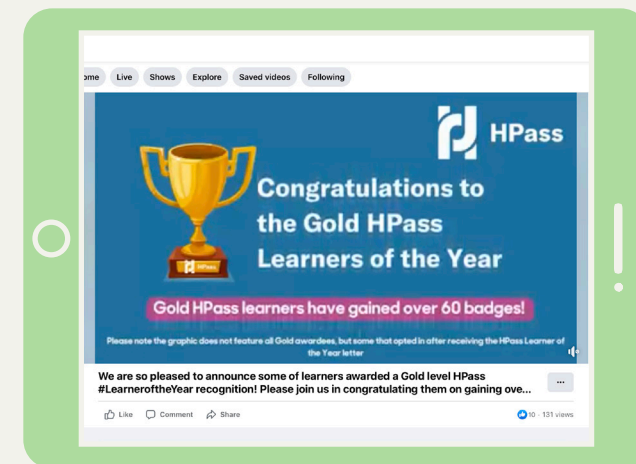 ome Live Shows Explore Saved videos Following
HPass
Congratulations to
the Gold HPass
Learners of the Year
HPass
Gold HPass learners have gained over 60 badges!
Please note the graphic does not feature all Gold awardees, but some that opted in after receiving the HPass Learner of
the Year letter
We are so pleased to announce some of learners awarded a Gold level HPass
#LearneroftheYear recognition! Please join us in congratulating them on gaining ove...
Like Comment Share 10 · 131 views